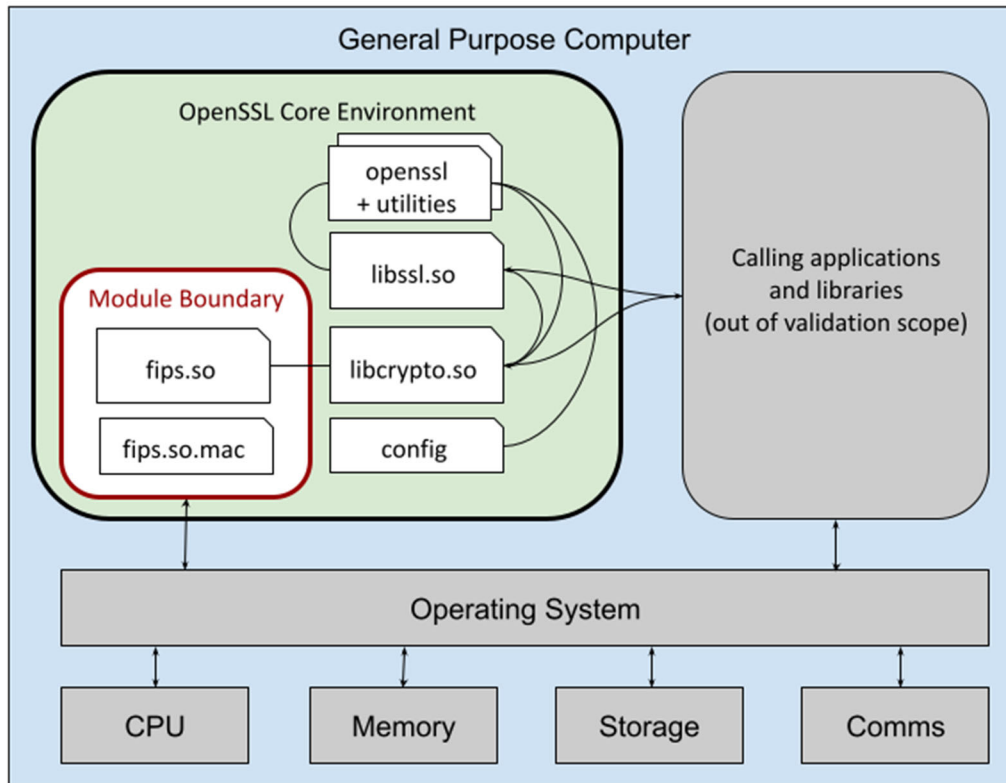 General Purpose Computer
OpenSSL Core Environment
openssl
+ utilities
libssl.so
Module Boundary
fips.so
libcrypto.so
fips.so.mac
config
Calling applications
and libraries
(out of validation scope)
Operating System
CPU
Memory
Storage
Comms